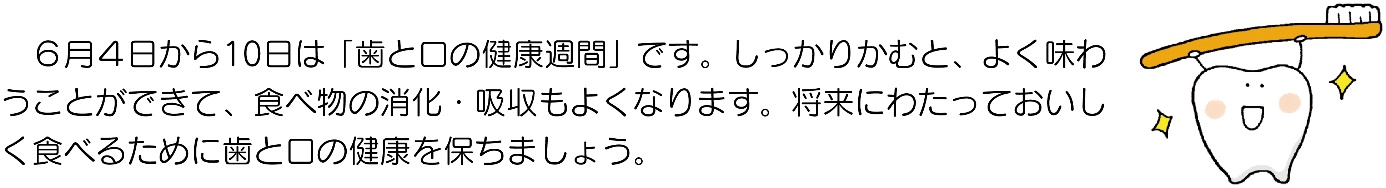 ６月４日から10日は「歯と口の健康週間」です。しっかりかむと、よく味わ
うことができて、食べ物の消化・吸収もよくなります。将来にわたっておいし
く食べるために歯と口の健康を保ちましょう。